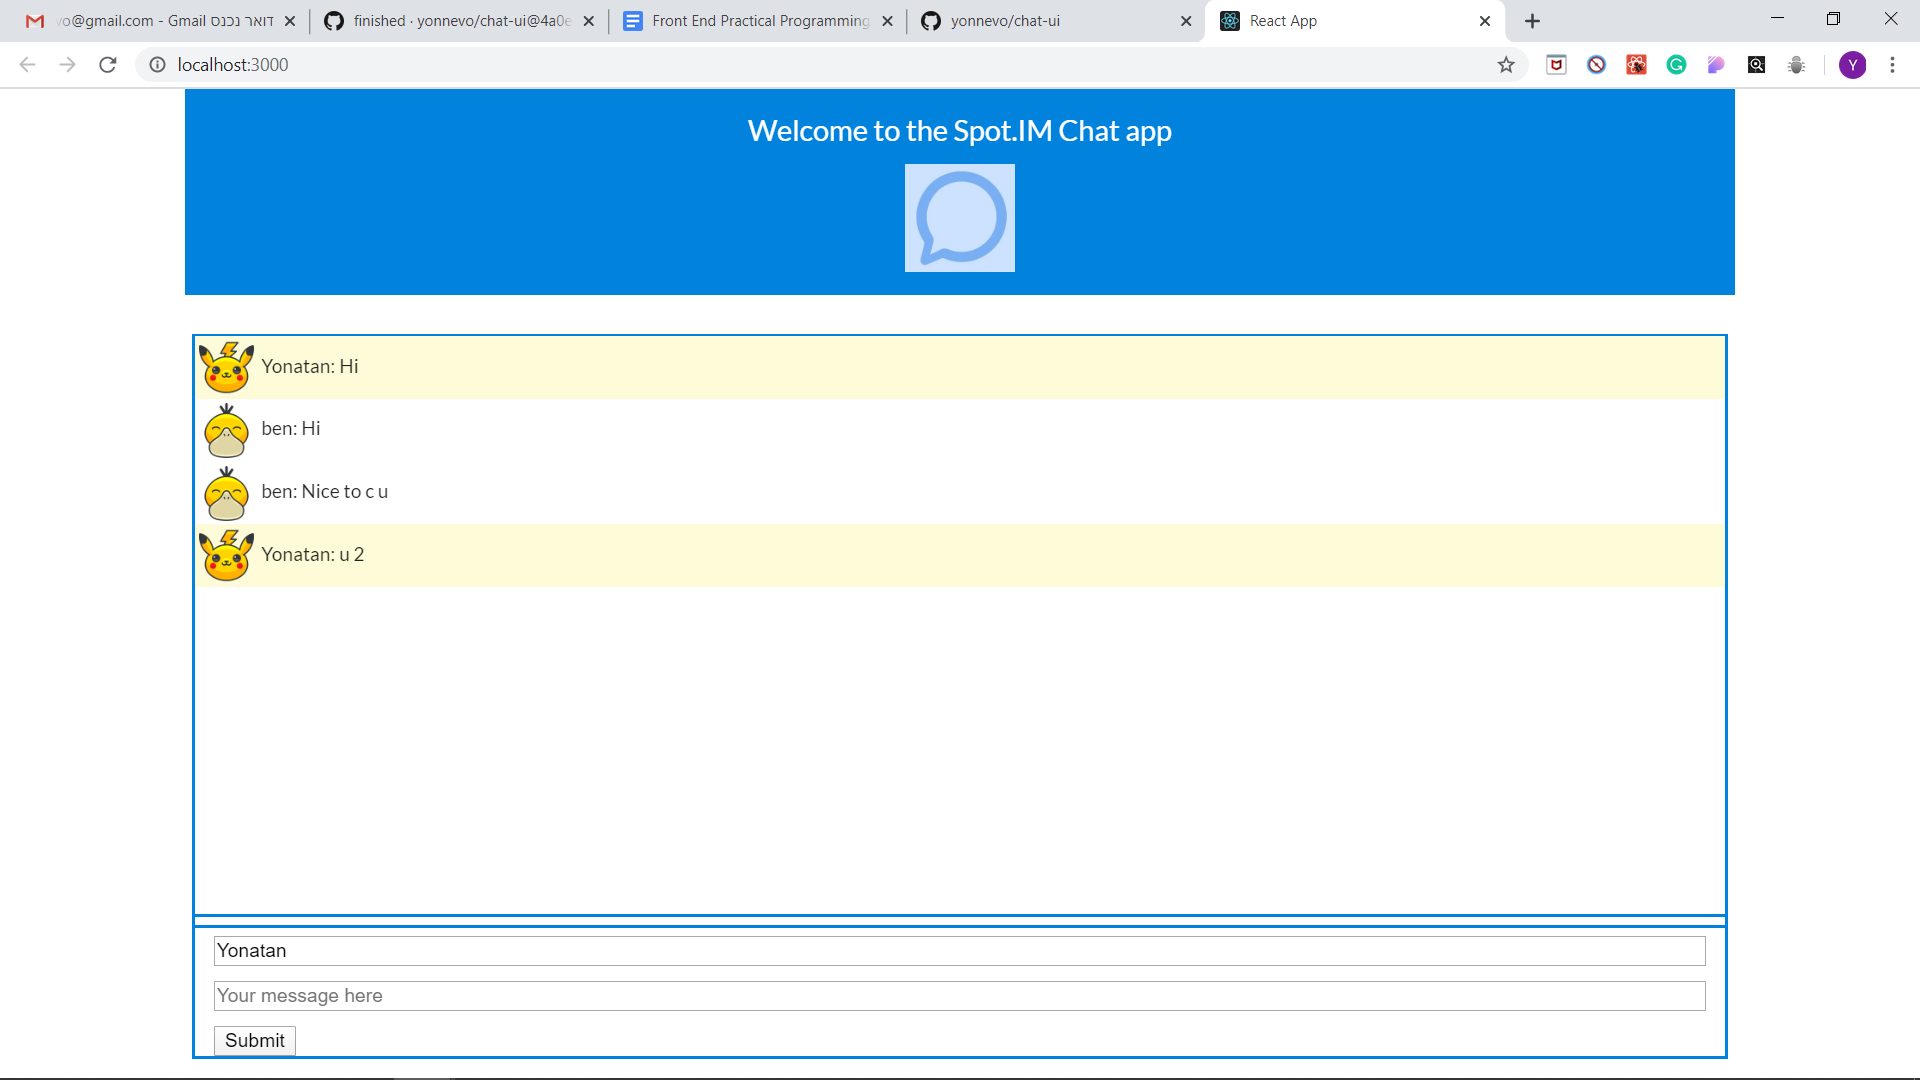 vo@gmail.com - Gmail דואר נכנס
finished · yonnevo/chat-ui@4a0e
Front End Practical Programming
yonnevo/chat-ui
React App
localhost:3000
Y
Welcome to the Spot.IM Chat app
Yonatan: Hi
ben: Hi
ben: Nice to c u
Yonatan: u 2
Yonatan
Your message here
Submit